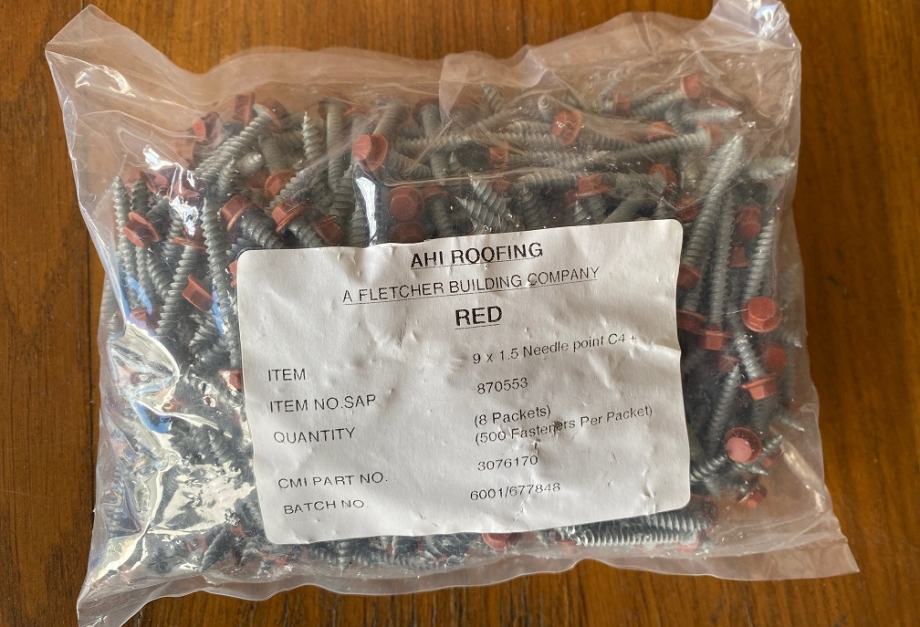 AHI ROOFING
A FLETCHER BUILDING COMPANY
RED
ITEM 9 x 1.5 Needle point C4 +
ITEM NO.SAP 870553
QUANTITY (8 Packets)
(500 Fasteners Per Packet)
CMI PART NO. 3076170
BATCH NO. 6001/677848